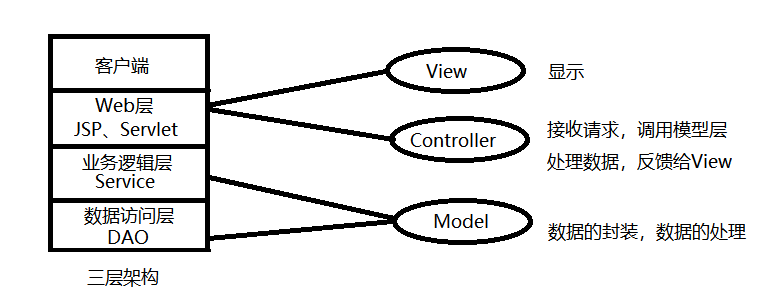 客户端
Web层
JSP、Servlet
业务逻辑层
Service
数据访问层
DAO
三层架构
View
显示
Controller
接收请求，调用模型层
处理数据，反馈给View
Model
数据的封装，数据的处理